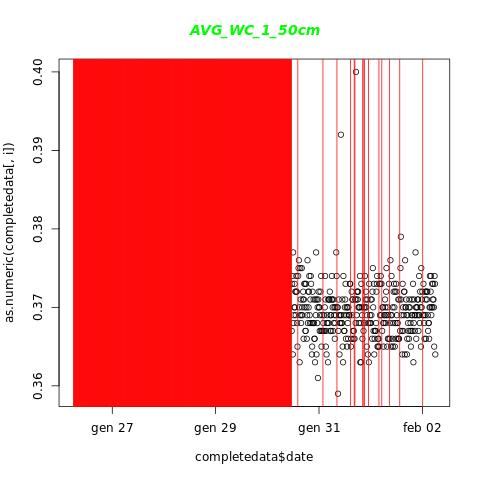 AVG_WC_1_50cm
as.numeric(completedata[, i])
0.40
0.39
0.38
0.37
0.36
gen 27
gen 29
gen 31
feb 02
completedata$date